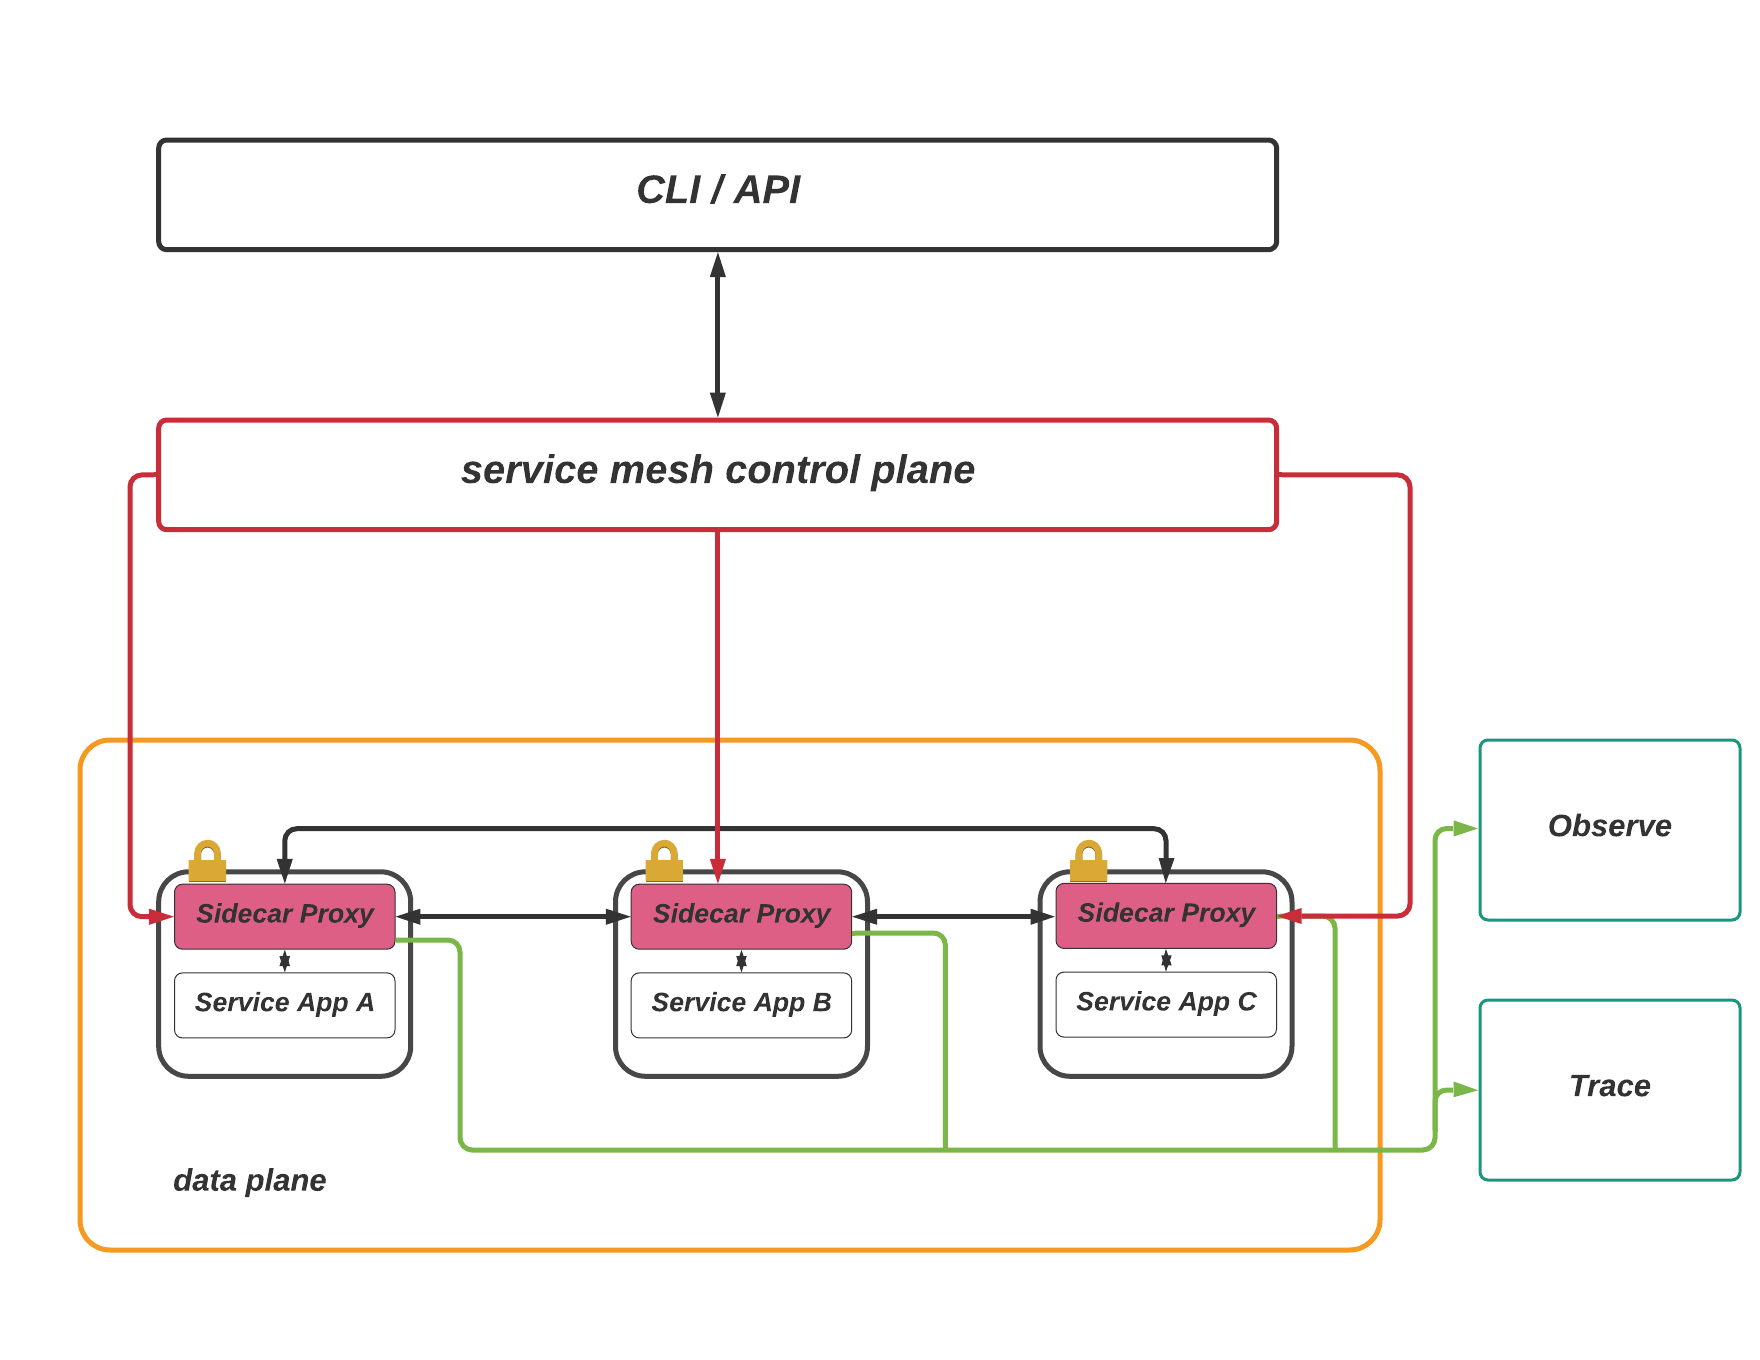 CLI / API
service mesh control plane
Sidecar Proxy
Service App A
Sidecar Proxy
Service App B
Sidecar Proxy
Service App C
data plane
Observe
Trace